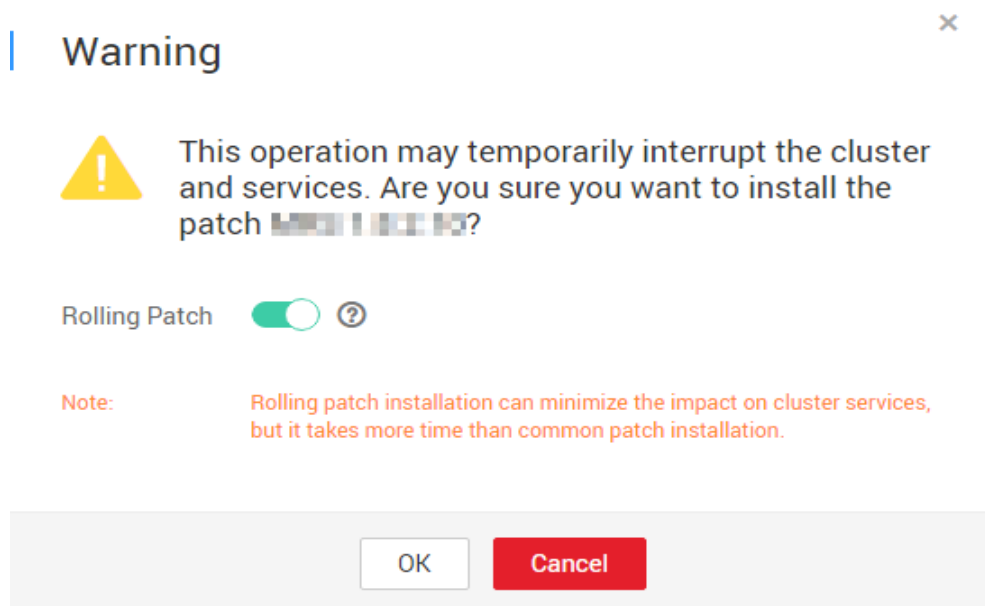 Warning
This operation may temporarily interrupt the cluster
and services. Are you sure you want to install the
patch ?
Rolling Patch
Note:
Rolling patch installation can minimize the impact on cluster services,
but it takes more time than common patch installation.
OK
Cancel